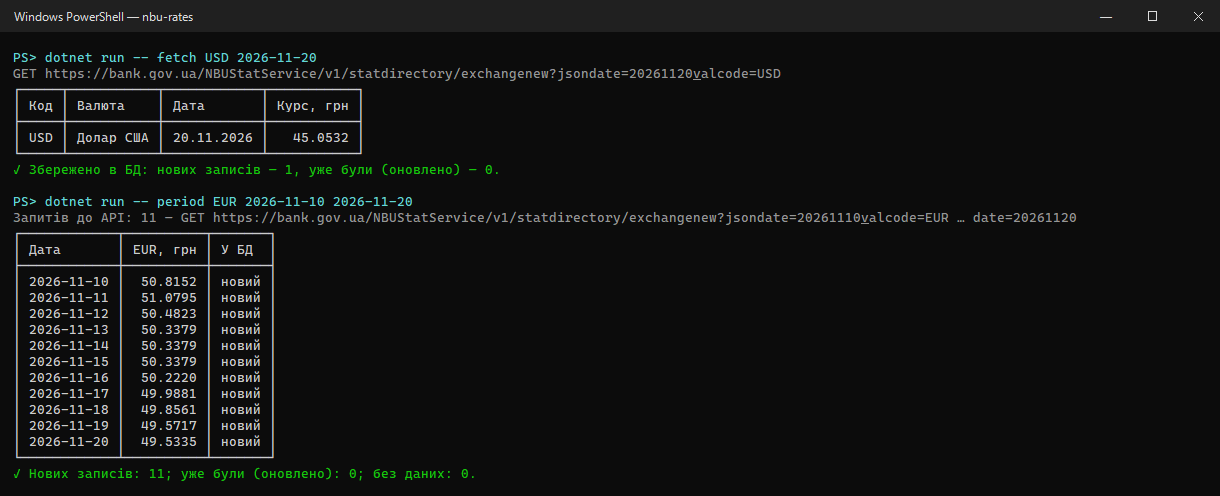 Windows PowerShell — nbu-rates
PS> dotnet run -- fetch USD 2026-11-20
GET https://bank.gov.ua/NBUStatService/v1/statdirectory/exchangenew?jsondate=20261120_valcode=USD
Код Валюта Дата Курс, грн
USD Долар США 20.11.2026 45.0532
✓ Збережено в БД: нових записів — 1, уже були (оновлено) — 0.
PS> dotnet run -- period EUR 2026-11-10 2026-11-20
Запитів до API: 11 — GET https://bank.gov.ua/NBUStatService/v1/statdirectory/exchangenew?jsondate=20261110_valcode=EUR … date=20261120
Дата EUR, грн У БД
2026-11-10 50.8152 новий
2026-11-11 51.0795 новий
2026-11-12 50.4823 новий
2026-11-13 50.3379 новий
2026-11-14 50.3379 новий
2026-11-15 50.3379 новий
2026-11-16 50.2220 новий
2026-11-17 49.9881 новий
2026-11-18 49.8561 новий
2026-11-19 49.5717 новий
2026-11-20 49.5335 новий
✓ Нових записів: 11; уже були (оновлено): 0; без даних: 0.